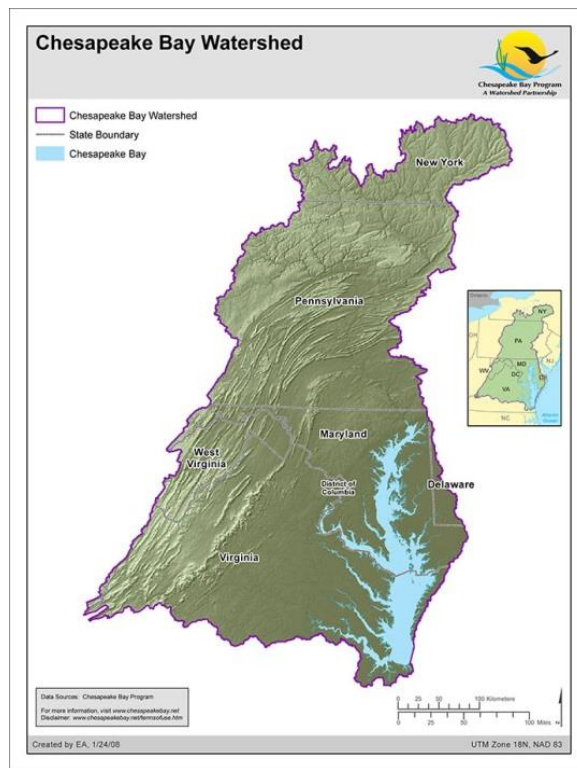 Chesapeake Bay Watershed
Chesapeake Bay Program
A Watershed Partnership
Chesapeake Bay Watershed
State Boundary
Chesapeake Bay
New York
Pennsylvania
Maryland
West
Virginia
District of
Columbia
Delaware
Virginia
Ontario
NY
PA
OH
NJ
MD
WV
DC
VA
NC
Atlantic
Ocean
Data Sources: Chesapeake Bay Program
For more information, visit www.chesapeakebay.net
Disclaimer: www.chesapeakebay.net/termsofuse.htm
0 25 50 100 Kilometers
0 25 50 100 Miles
N
Created by EA, 1/24/08
UTM Zone 18N, NAD 83